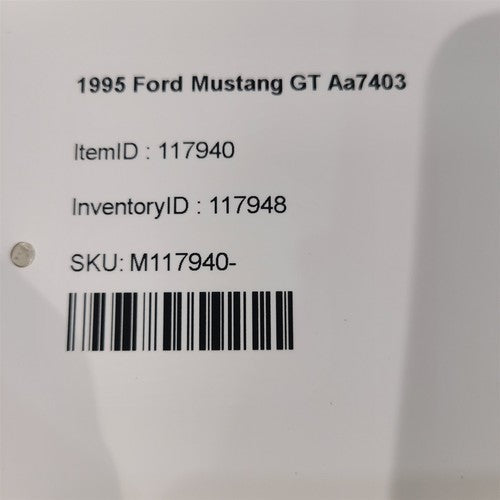 1995 Ford Mustang GT Aa7403
ItemID : 117940
InventoryID : 117948
SKU: M117940-